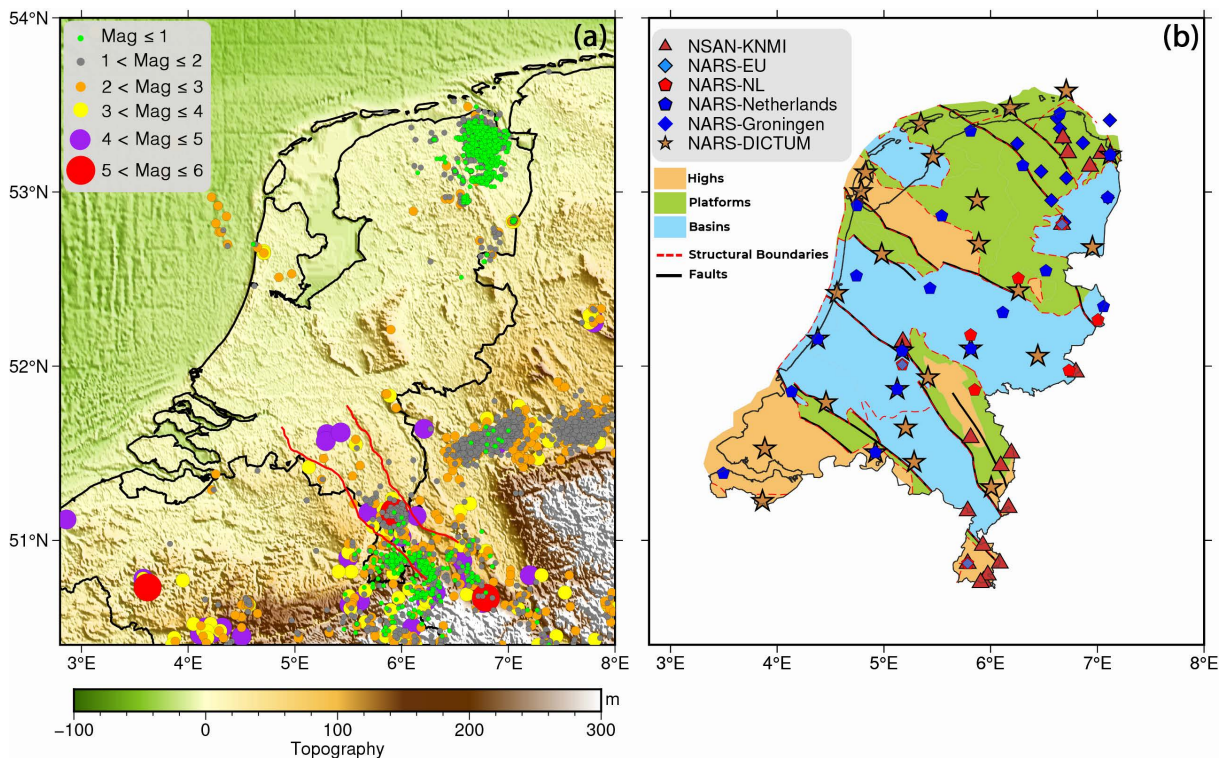 54°N
53°N
52°N
51°N
(a)
Mag ≤ 1
1 < Mag ≤ 2
2 < Mag ≤ 3
3 < Mag ≤ 4
4 < Mag ≤ 5
5 < Mag ≤ 6
3°E 4°E 5°E 6°E 7°E 8°E
m
−100 0 100 200 300
Topography
(b)
NSAN-KNMI
NARS-EU
NARS-NL
NARS-Netherlands
NARS-Groningen
NARS-DICTUM
Highs
Platforms
Basins
Structural Boundaries
Faults
3°E 4°E 5°E 6°E 7°E 8°E